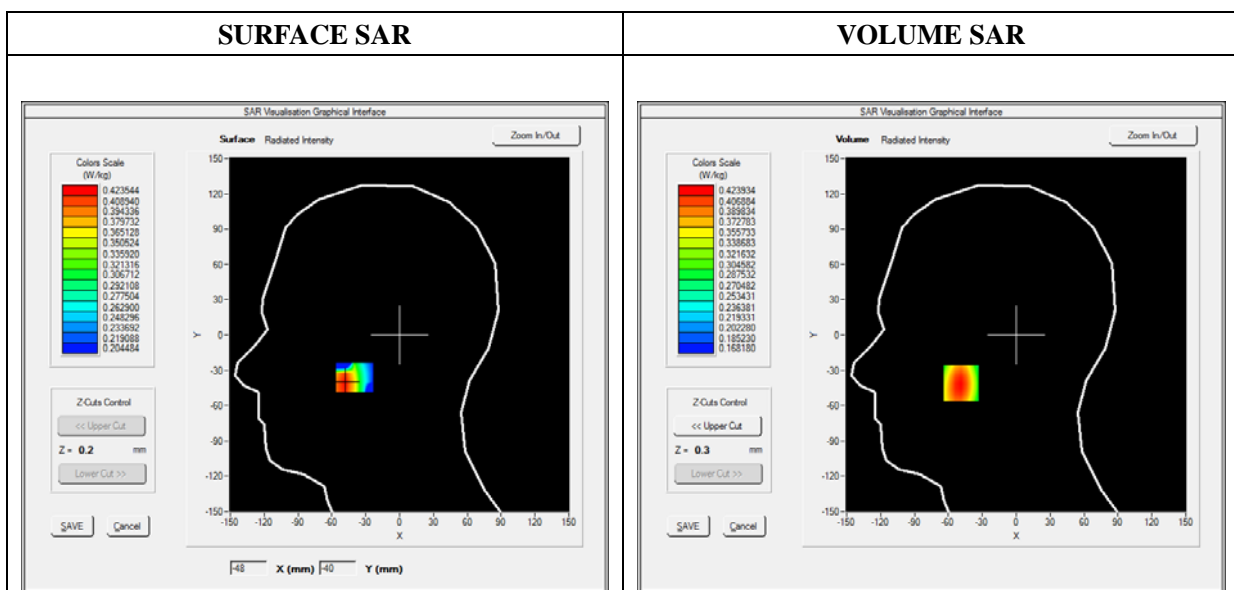 SURFACE SAR
VOLUME SAR
SAR Visualisation Graphical Interface
Surface Radiated Intensity
Zoom In/Out
Colors Scale
(W/kg)
0.423544
0.408940
0.394336
0.379732
0.365128
0.350524
0.335920
0.321316
0.306712
0.292108
0.277504
0.262900
0.248296
0.233692
0.219088
0.204484
150
120
90
60
30
Y 0
-30
-60
-90
-120
-150
-150 -120 -90 -60 -30 0 30 60 90 120 150
X
Z-Cuts Control
<< Upper Cut
Z = 0.2 mm
Lower Cut >>
SAVE Cancel
-48 X (mm) -40 Y (mm)
SAR Visualisation Graphical Interface
Volume Radiated Intensity
Zoom In/Out
Colors Scale
(W/kg)
0.423934
0.406884
0.389834
0.372783
0.355733
0.338683
0.321632
0.304582
0.287532
0.270482
0.253431
0.236381
0.219331
0.202280
0.185230
0.168180
150
120
90
60
30
Y 0
-30
-60
-90
-120
-150
-150 -120 -90 -60 -30 0 30 60 90 120 150
X
Z-Cuts Control
<< Upper Cut
Z = 0.3 mm
Lower Cut >>
SAVE Cancel